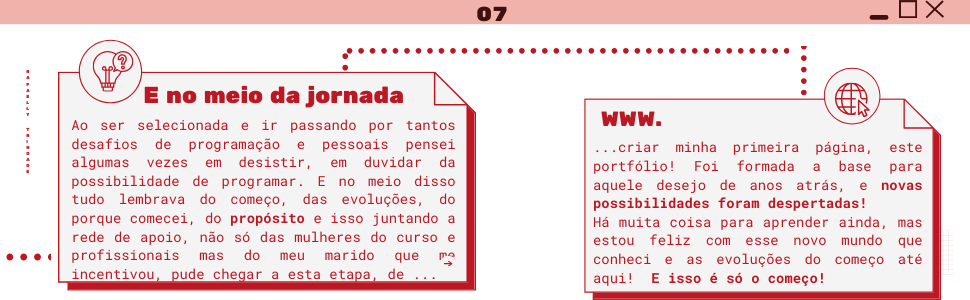 07
E no meio da jornada
Ao ser selecionada e ir passando por tantos
desafios de programação e pessoais pensei
algumas vezes em desistir, em duvidar da
possibilidade de programar. E no meio disso
tudo lembrava do começo, das evoluções, do
porque comecei, do propósito e isso juntando a
rede de apoio, não só das mulheres do curso e
profissionais mas do meu marido que me
incentivou, pude chegar a esta etapa, de ...
WWW.
...criar minha primeira página, este
portfólio! Foi formada a base para
aquele desejo de anos atrás, e novas
possibilidades foram despertadas!
Há muita coisa para aprender ainda, mas
estou feliz com esse novo mundo que
conheci e as evoluções do começo até
aqui! E isso é só o começo!